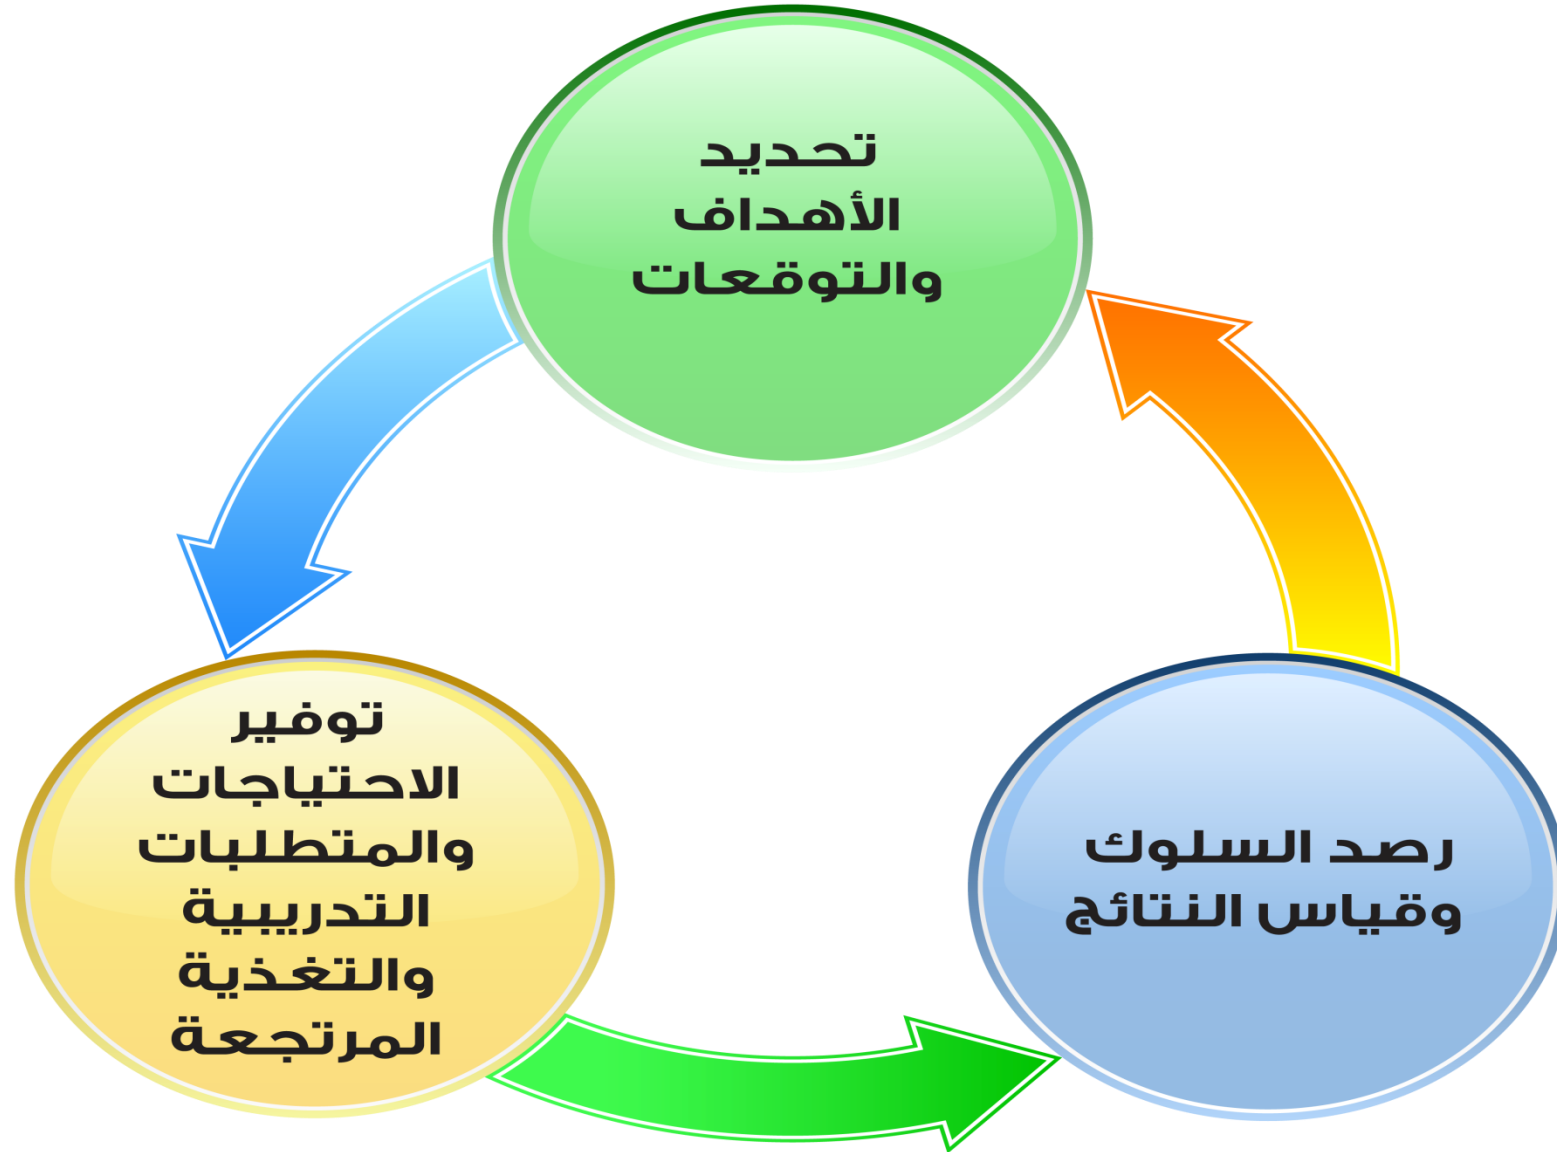 تحديد
الأهداف
والتوقعات
توفير
الاحتياجات
والمتطلبات
التدريبية
والتغذية
المرتجعة
رصد السلوك
وقياس النتائج